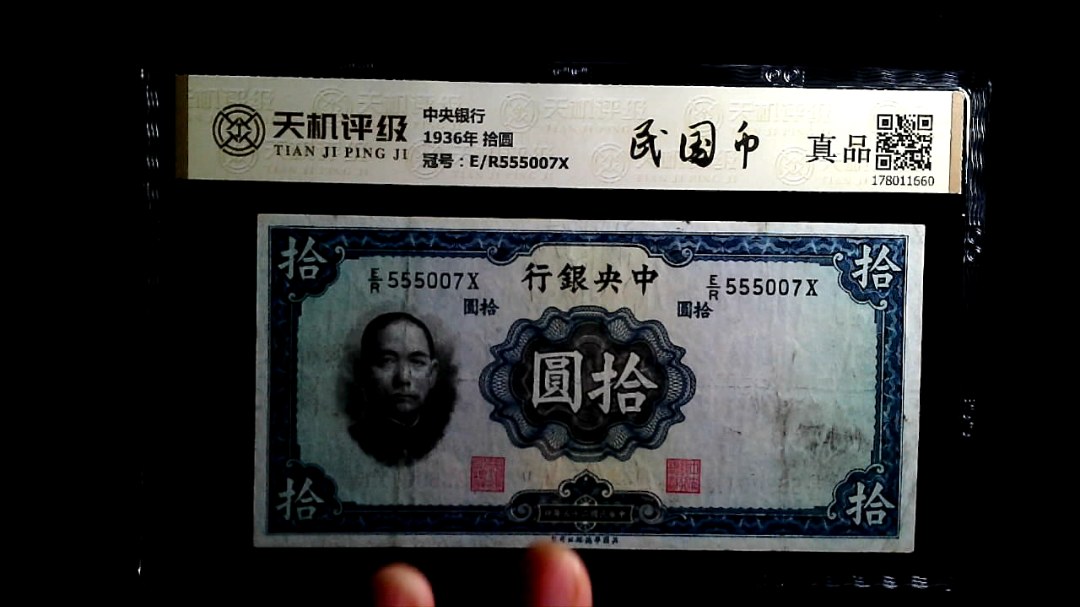 天机评级
TIAN JI PING JI
中央银行
1936年 拾圆
冠号：E/R555007X
民国币
真品
178011660
拾
拾
E/R 555007X
行銀央中
E/R 555007X
圓拾
圓拾
圓拾
拾
拾